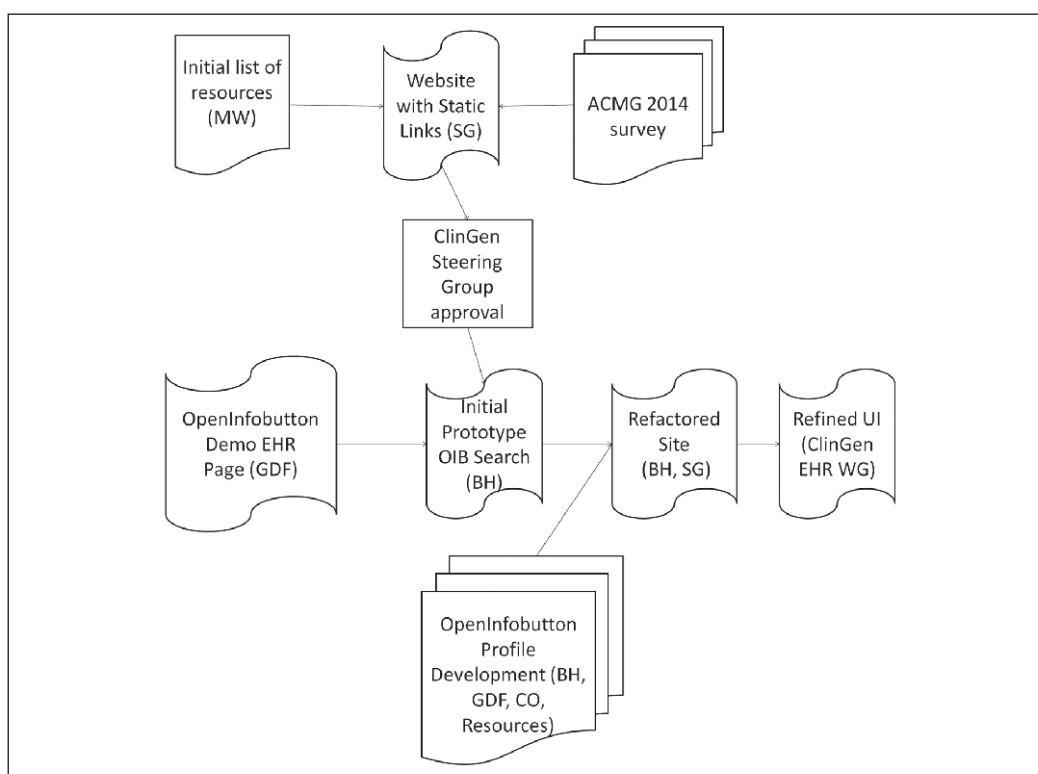 Initial list of
resources
(MW)
Website
with Static
Links (SG)
ACMG 2014
survey
ClinGen
Steering
Group
approval
OpenInfobutton
Demo EHR
Page (GDF)
Initial
Prototype
OIB Search
(BH)
Refactored
Site
(BH, SG)
Refined UI
(ClinGen
EHR WG)
OpenInfobutton
Profile
Development (BH,
GDF, CO,
Resources)